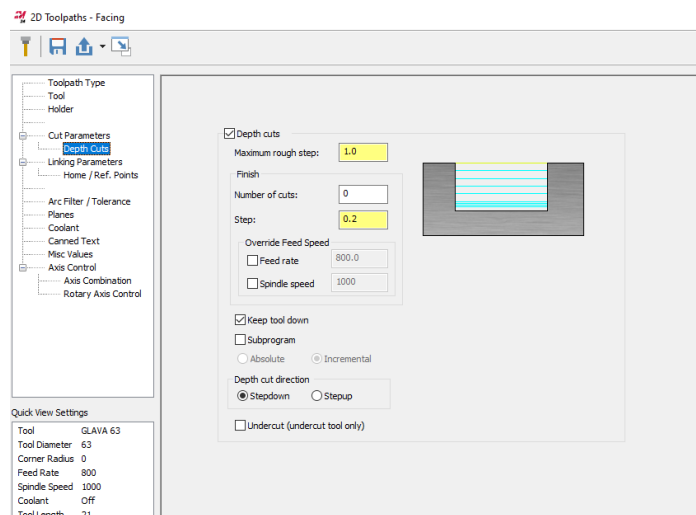 2D Toolpaths - Facing
Toolpath Type
Tool
Holder
Cut Parameters
Depth Cuts
Linking Parameters
Home / Ref. Points
Arc Filter / Tolerance
Planes
Coolant
Canned Text
Misc Values
Axis Control
Axis Combination
Rotary Axis Control
Quick View Settings
Tool GLAVA 63
Tool Diameter 63
Corner Radius 0
Feed Rate 800
Spindle Speed 1000
Coolant Off
Tool Length 21
Depth cuts
Maximum rough step: 1.0
Finish
Number of cuts: 0
Step: 0.2
Override Feed Speed
Feed rate 800.0
Spindle speed 1000
Keep tool down
Subprogram
Absolute Incremental
Depth cut direction
Stepdown Stepup
Undercut (undercut tool only)